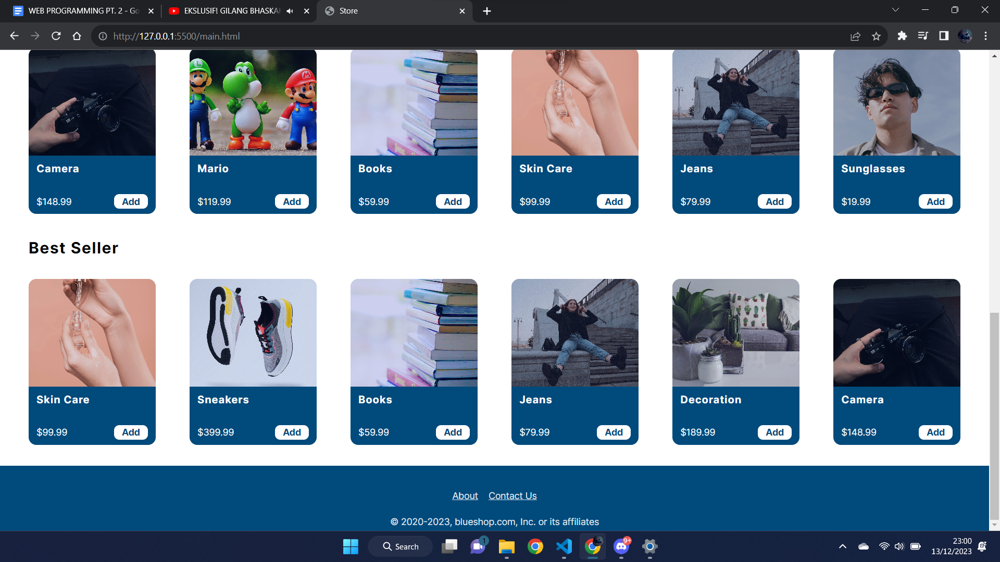 WEB PROGRAMMING PT. 2 - Go
EKSLUSIF! GILANG BHASKAR
Store
http://127.0.0.1:5500/main.html
Camera
$148.99
Add
Mario
$119.99
Add
Books
$59.99
Add
Skin Care
$99.99
Add
Jeans
$79.99
Add
Sunglasses
$19.99
Add
Best Seller
Skin Care
$99.99
Add
Sneakers
$399.99
Add
Books
$59.99
Add
Jeans
$79.99
Add
Decoration
$189.99
Add
Camera
$148.99
Add
About Contact Us
© 2020-2023, blueshop.com, Inc. or its affiliates
Search
1
9+
23:00
13/12/2023